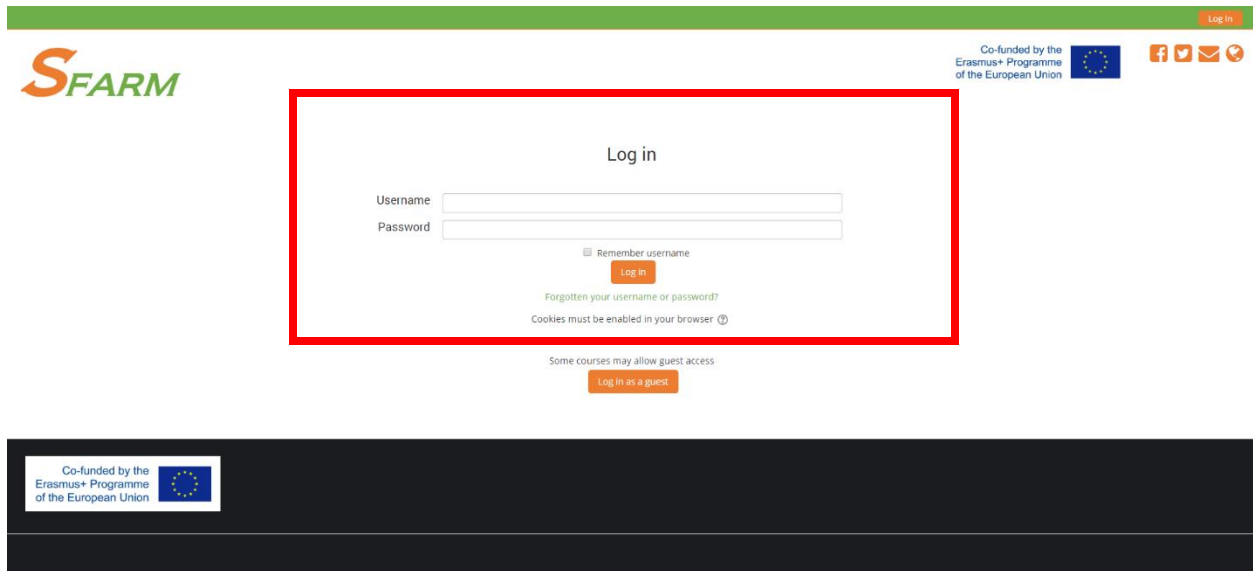 Log in
SFARM
Co-funded by the
Erasmus+ Programme
of the European Union
Log in
Username
Password
Remember username
Log in
Forgotten your username or password?
Cookies must be enabled in your browser
Some courses may allow guest access
Log in as a guest
Co-funded by the
Erasmus+ Programme
of the European Union